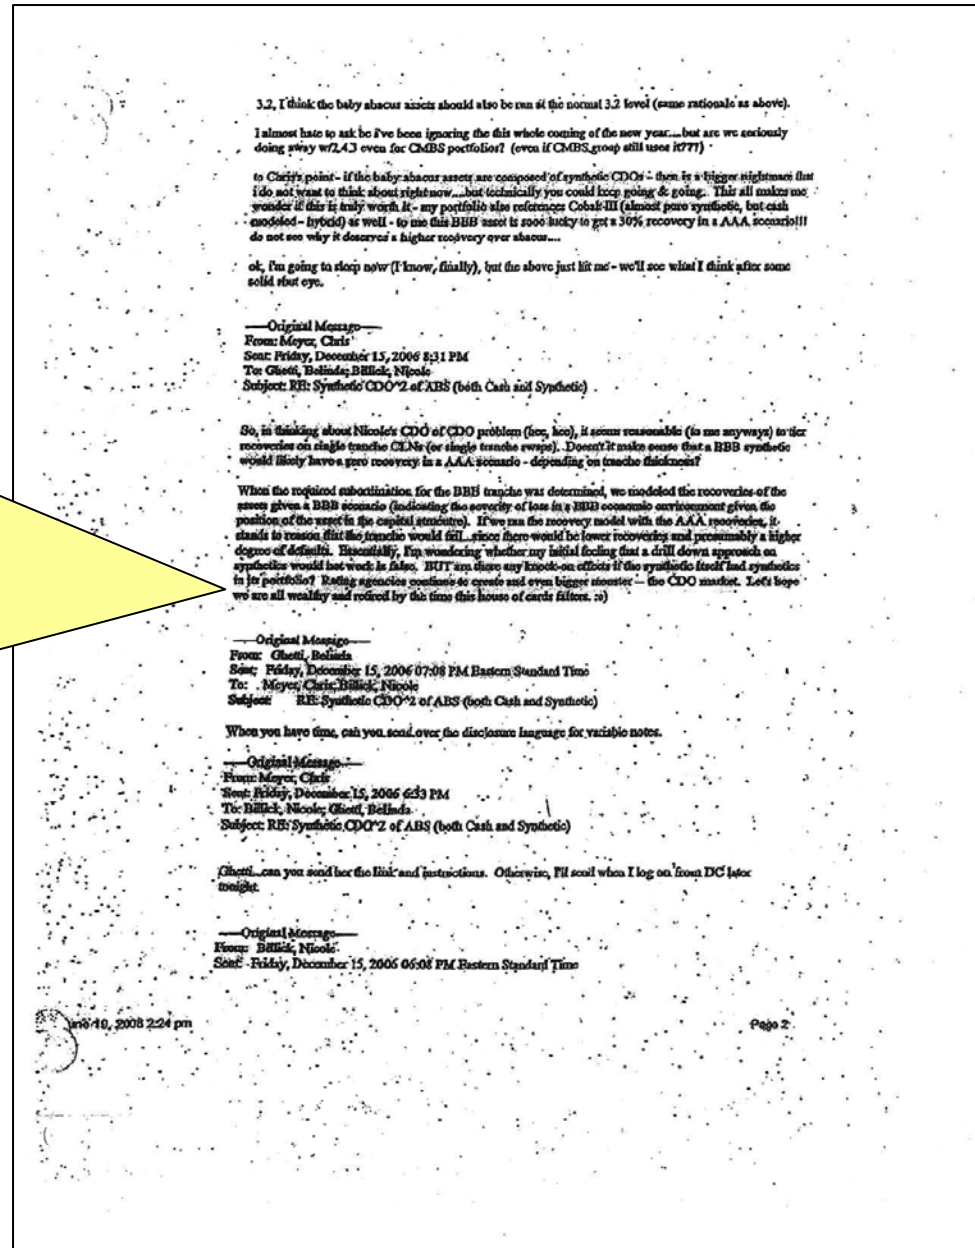 3.2, I think the baby abacus assets should also be run at the normal 3.2 level (same rationale as above).
I almost hate to ask bc i've been ignoring the this whole coming of the new year....but are we seriously
doing away w/2.4.3 even for CMBS portfolios? (even if CMBS group still uses it???)
to Chris's point - if the baby abacus assets are composed of synthetic CDOs - then is a bigger nightmare that
i do not want to think about right now....but technically you could keep going & going. This all makes me
wonder if this is truly worth it - my portfolio also references Cobalt-III (almost pure synthetic, but cash
modeled - hybrid) as well - to me this BBB asset is sooo lucky to get a 30% recovery in a AAA scenario!!!
do not see why it deserves a higher recovery over abacus....
ok, i'm going to sleep now (I know, finally), but the above just hit me - we'll see what I think after some
solid shut eye.
-----Original Message-----
From: Meyer, Chris
Sent: Friday, December 15, 2006 8:31 PM
To: Ghetti, Belinda; Billick, Nicole
Subject: RE: Synthetic CDO^2 of ABS (both Cash and Synthetic)
So, in thinking about Nicole's CDO of CDO problem (hee, hee), it seems reasonable (to me anyways) to tier
recoveries on single tranche CLNs (or single tranche swaps). Doesn't it make sense that a BBB synthetic
would likely have a zero recovery in a AAA scenario - depending on tranche thickness?
When the required subordination for the BBB tranche was determined, we modeled the recoveries of the
assets given a BBB scenario (indicating the severity of loss in a BBB economic environment given the
position of the asset in the capital structure). If we ran the recovery model with the AAA recoveries, it
stands to reason that the tranche would fail...since there would be lower recoveries and presumably a higher
degree of defaults. Essentially, I'm wondering whether my initial feeling that a drill down approach on
synthetics would not work is false. BUT am there any knock-on effects if the synthetic itself had synthetics
in its portfolio? Rating agencies continue to create and even bigger monster -- the CDO market. Let's hope
we are all wealthy and retired by the time this house of cards falters. :o)
-----Original Message-----
From: Ghetti, Belinda
Sent: Friday, December 15, 2006 07:08 PM Eastern Standard Time
To: Meyer, Chris; Billick, Nicole
Subject: RE: Synthetic CDO^2 of ABS (both Cash and Synthetic)
When you have time, can you send over the disclosure language for variable notes.
-----Original Message-----
From: Meyer, Chris
Sent: Friday, December 15, 2006 6:33 PM
To: Billick, Nicole; Ghetti, Belinda
Subject: RE: Synthetic CDO^2 of ABS (both Cash and Synthetic)
Ghetti...can you send her the link and instructions. Otherwise, I'll send when I log on from DC later
tonight.
-----Original Message-----
From: Billick, Nicole
Sent: Friday, December 15, 2006 06:08 PM Eastern Standard Time
une 10, 2008 2:24 pm
Page 2